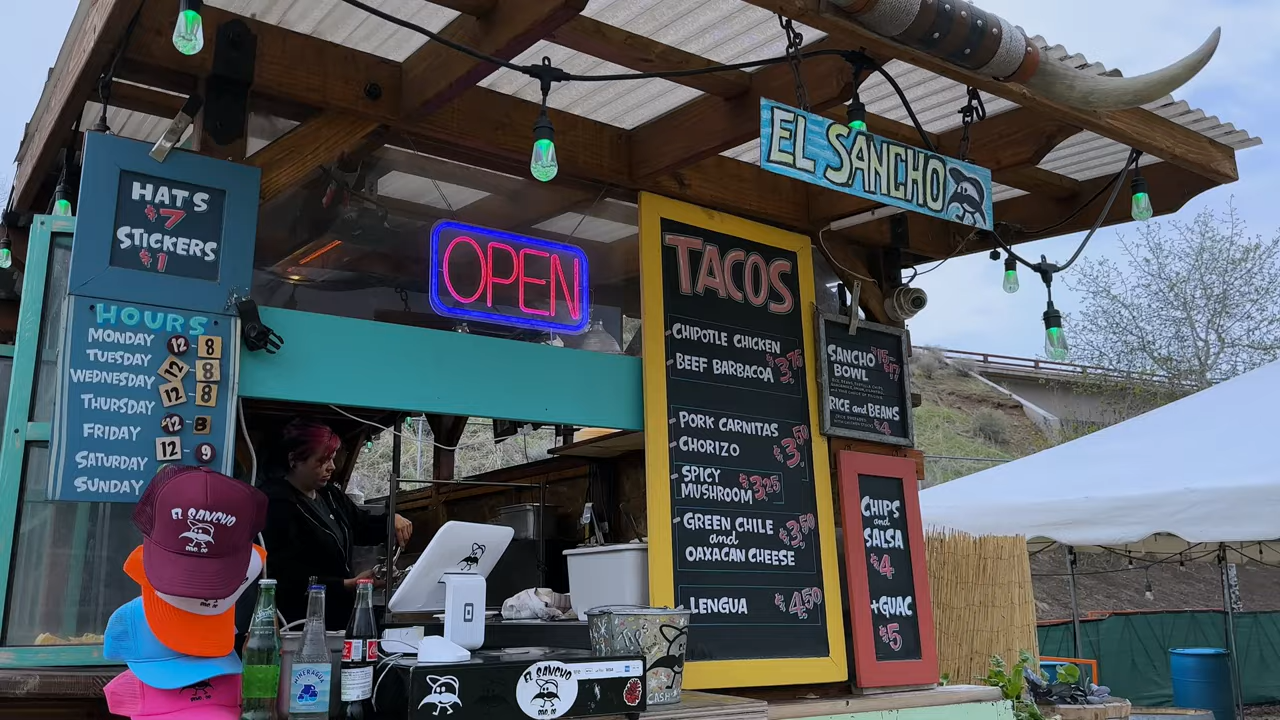 HATS
$7
STICKERS
$1
HOURS
MONDAY 12-8
TUESDAY
WEDNESDAY 12 8
THURSDAY 12 8
FRIDAY 12-8
SATURDAY 12 9
SUNDAY
OPEN
EL SANCHO
TACOS
CHIPOTLE CHICKEN
BEEF BARBACOA $3.75
PORK CARNITAS
CHORIZO $3.50
SPICY
MUSHROOM $3.25
GREEN CHILE
and
OAXACAN CHEESE $3.50
LENGUA $4.50
SANCHO
BOWL
RICE and BEANS
$4
CHIPS
and
SALSA
$4
+GUAC
$5
EL SANCHO
MINERAGUA
EL SANCHO
CASH